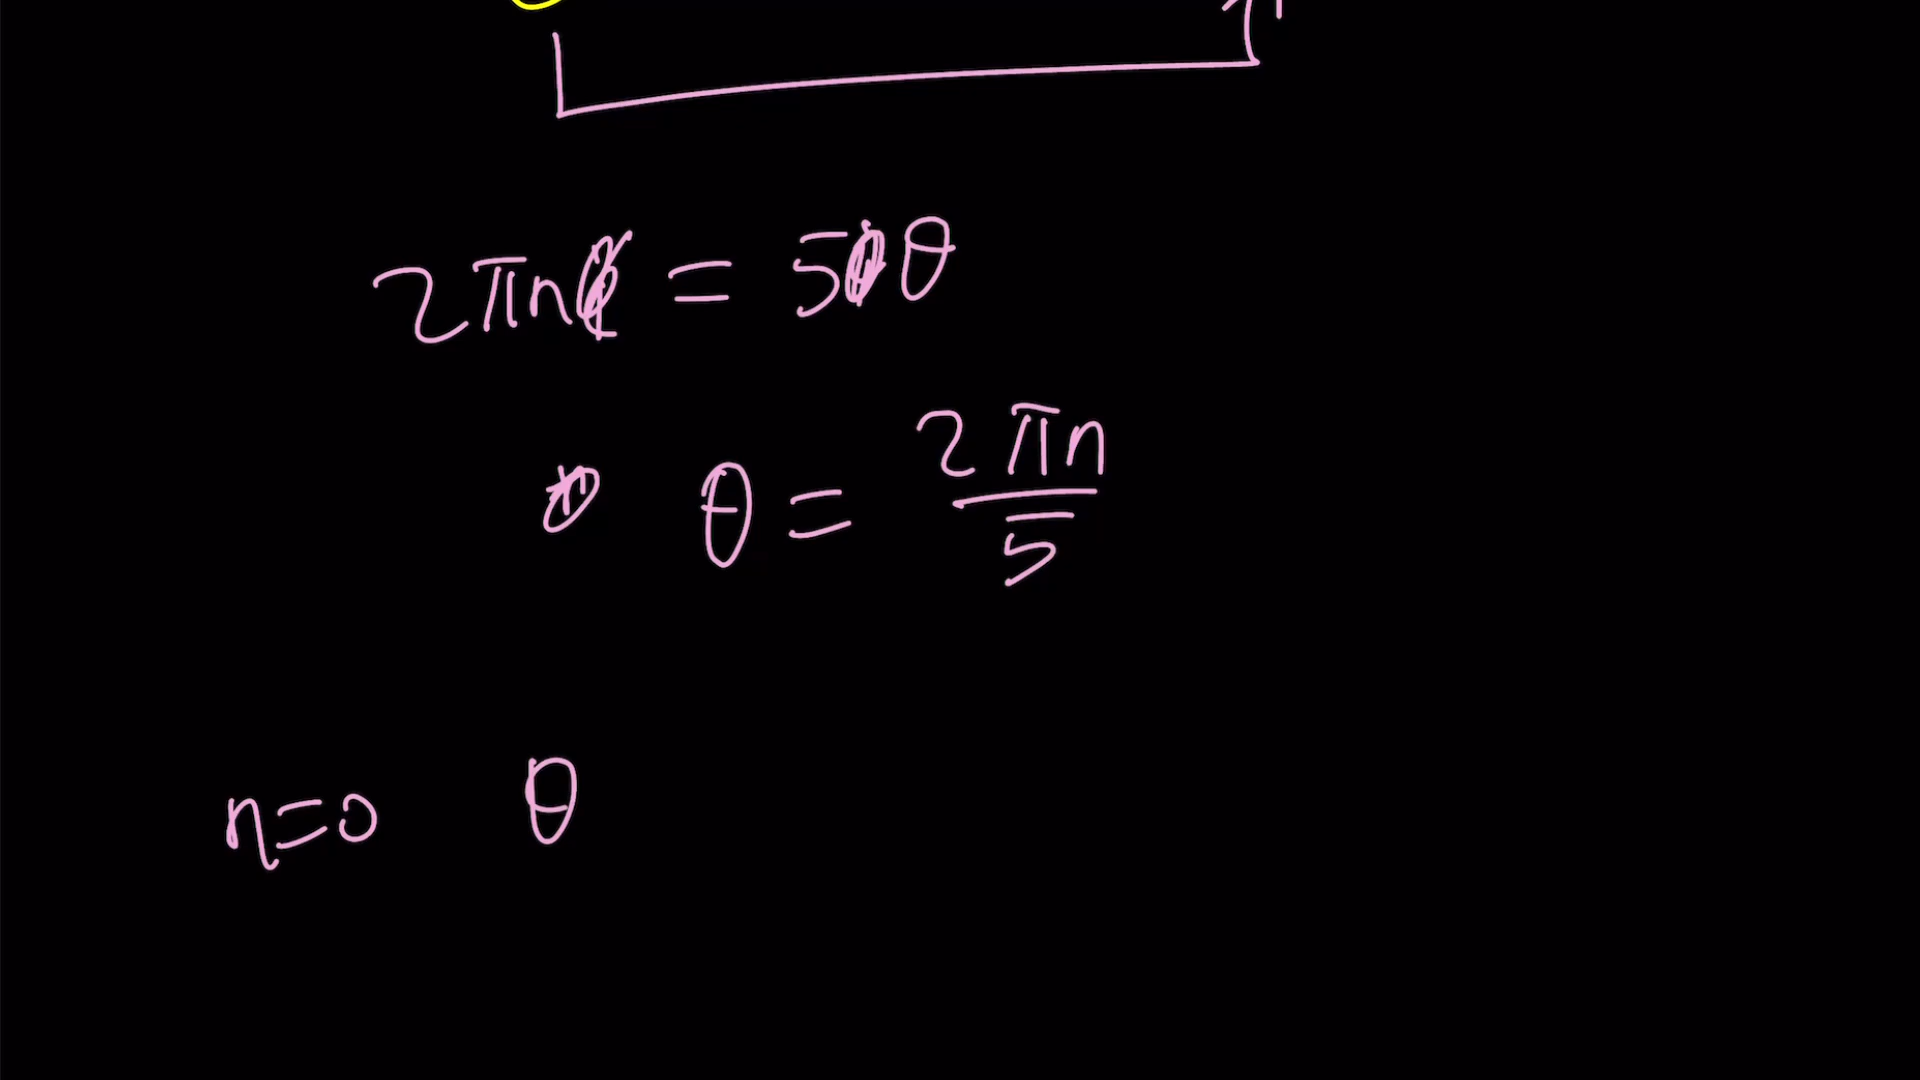 2πn = 5θ
θ = 2πn/5
n=0 θ